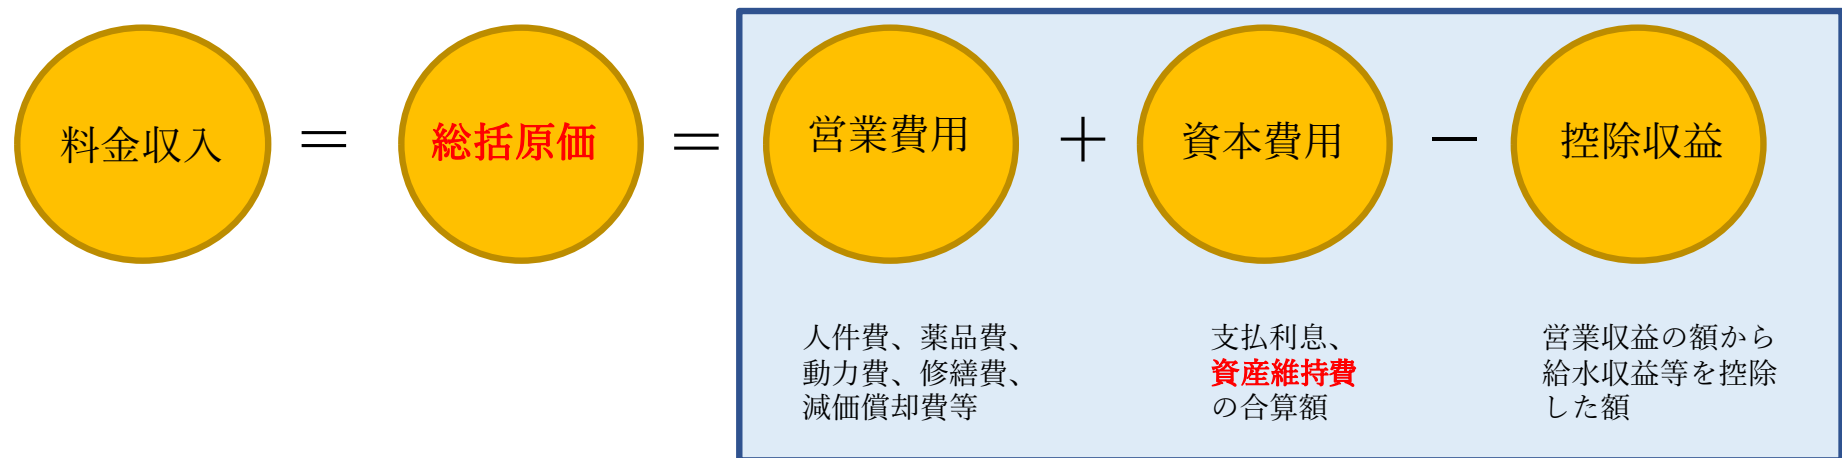 料金収入 = 総括原価 = 営業費用 + 資本費用 − 控除収益
人件費、薬品費、
動力費、修繕費、
減価償却費等
支払利息、
資産維持費
の合算額
営業収益の額から
給水収益等を控除
した額